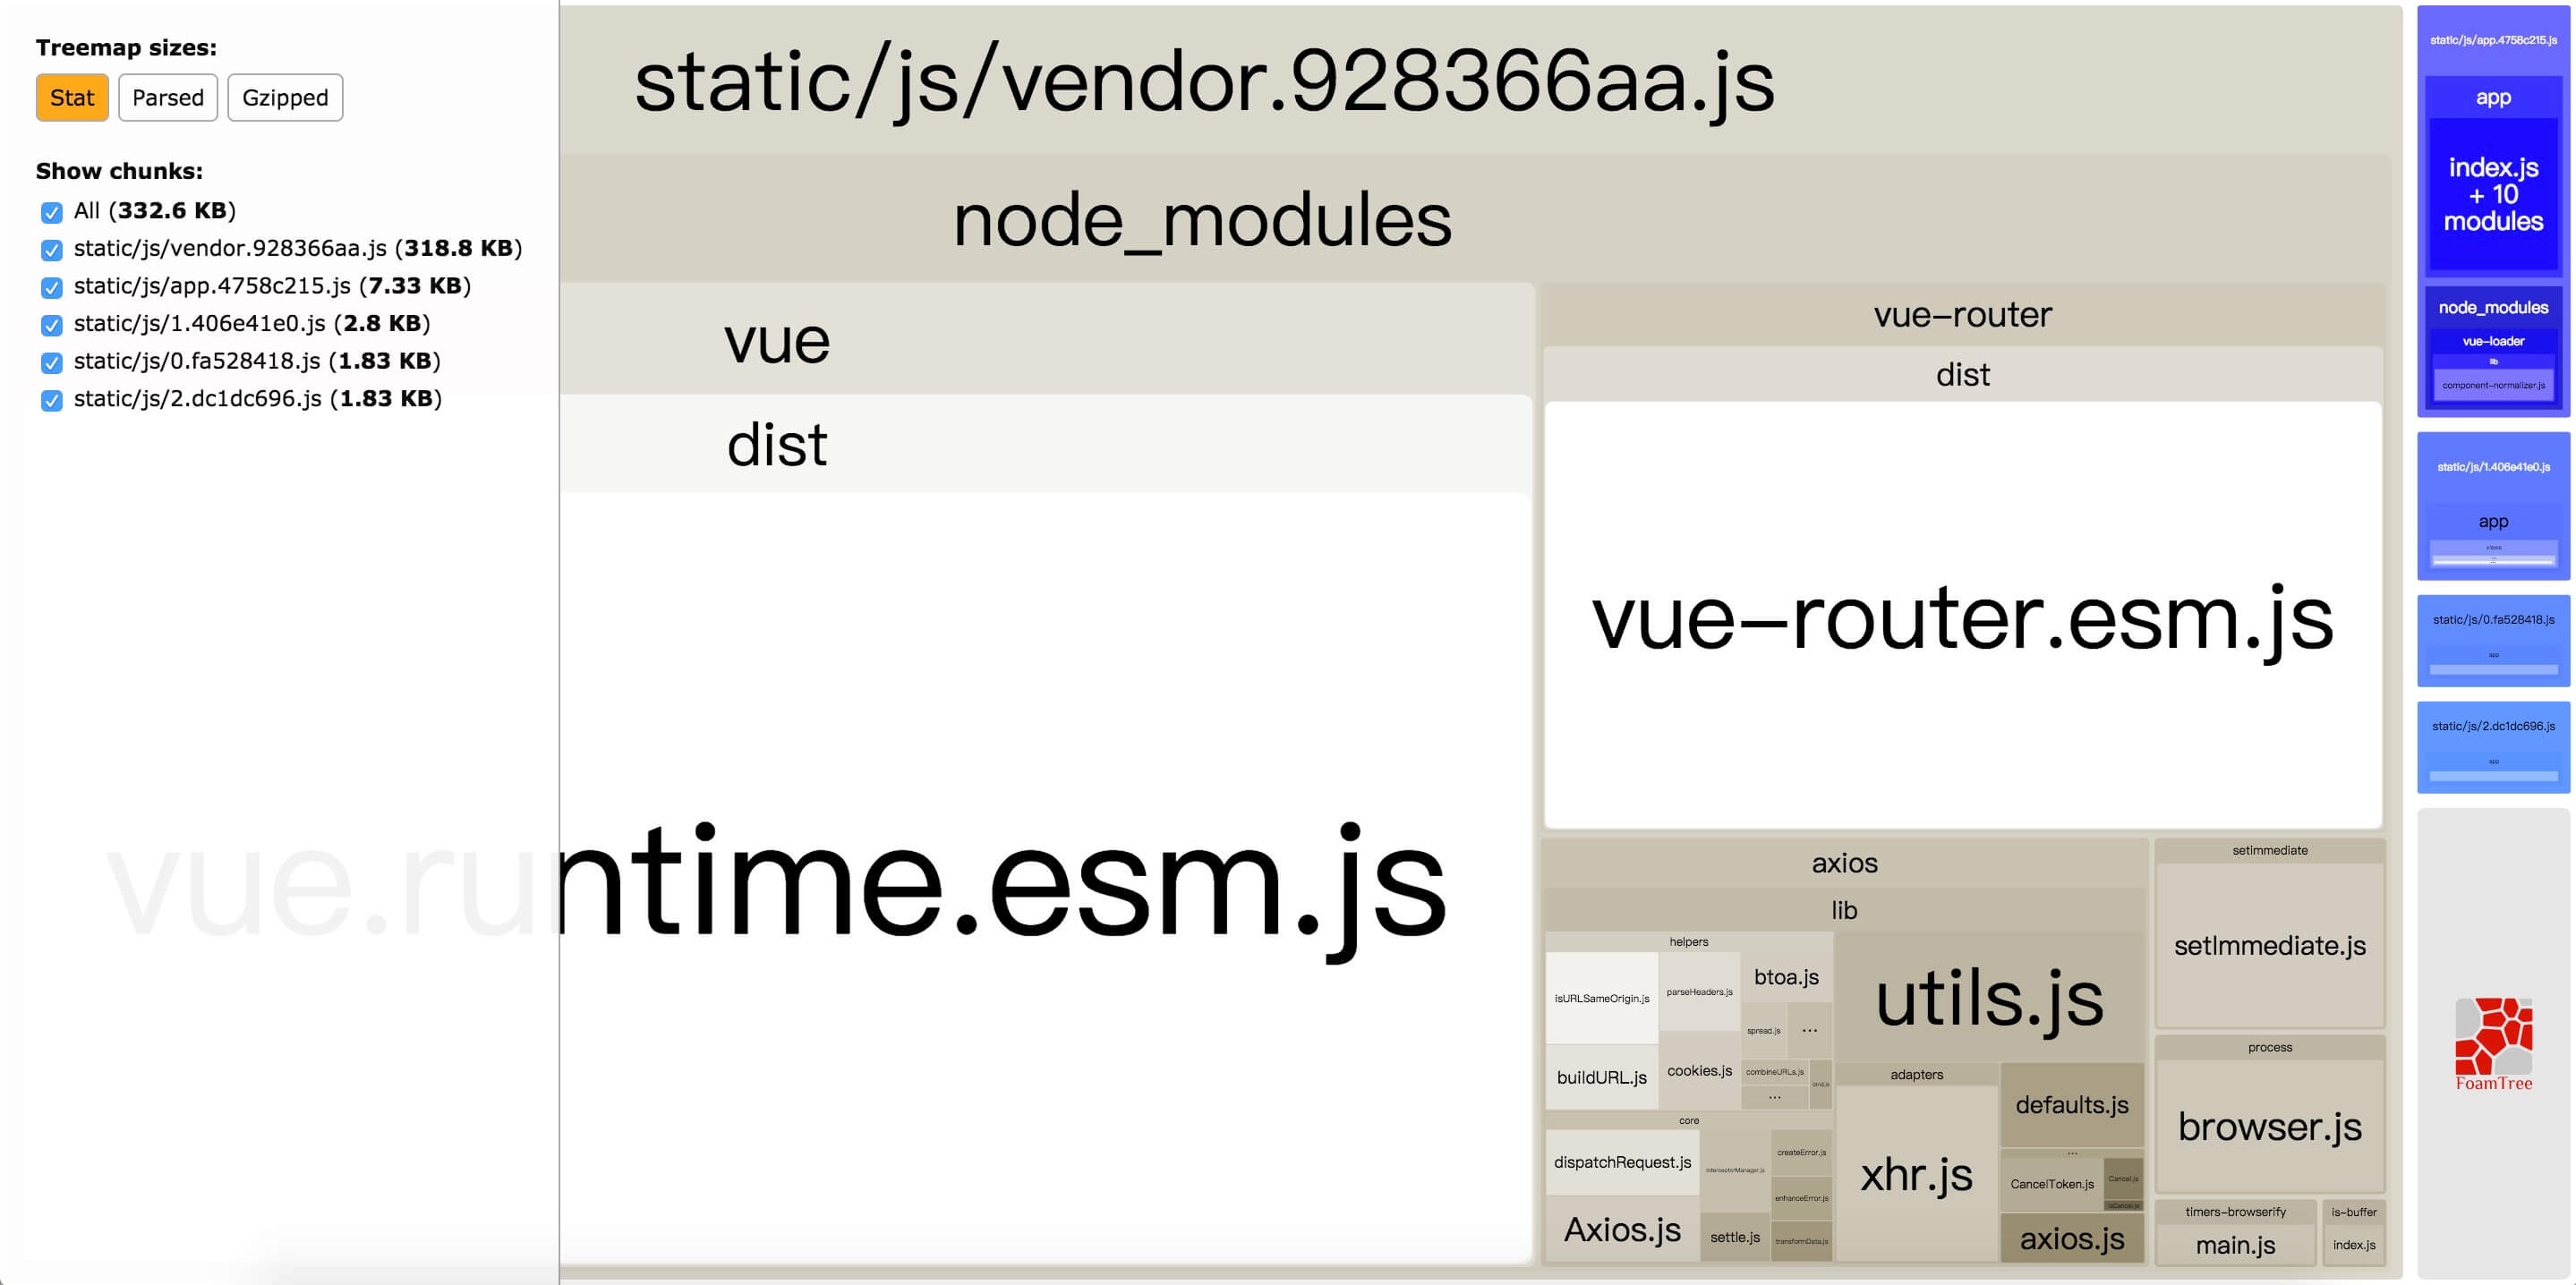 Treemap sizes:
Stat
Parsed
Gzipped
Show chunks:
All (332.6 KB)
static/js/vendor.928366aa.js (318.8 KB)
static/js/app.4758c215.js (7.33 KB)
static/js/1.406e41e0.js (2.8 KB)
static/js/0.fa528418.js (1.83 KB)
static/js/2.dc1dc696.js (1.83 KB)
static/js/vendor.928366aa.js
node_modules
vue
dist
vue.runtime.esm.js
vue-router
dist
vue-router.esm.js
axios
lib
helpers
isURLSameOrigin.js
parseHeaders.js
btoa.js
spread.js
...
buildURL.js
cookies.js
combineURLs.js
bind.js
...
core
dispatchRequest.js
InterceptorManager.js
createError.js
enhanceError.js
Axios.js
settle.js
transformData.js
utils.js
adapters
xhr.js
defaults.js
...
CancelToken.js
Cancel.js
isCancel.js
axios.js
setimmediate
setImmediate.js
process
browser.js
timers-browserify
main.js
is-buffer
index.js
static/js/app.4758c215.js
app
index.js
+ 10
modules
node_modules
vue-loader
lib
component-normalizer.js
static/js/1.406e41e0.js
app
static/js/0.fa528418.js
app
static/js/2.dc1dc696.js
app
FoamTree